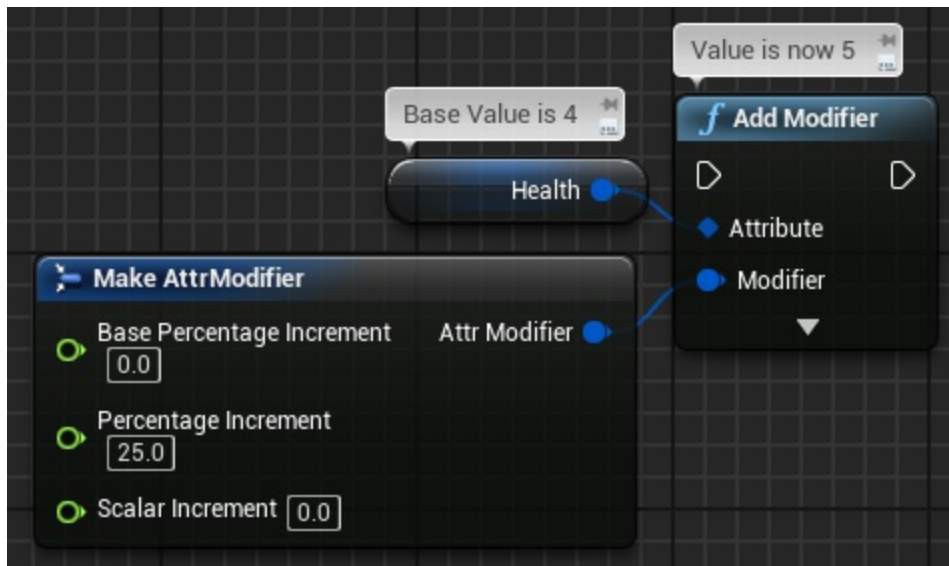 Value is now 5
Base Value is 4
f Add Modifier
Health
Attribute
Make AttrModifier
Modifier
Base Percentage Increment
Attr Modifier
0.0
Percentage Increment
25.0
Scalar Increment 0.0